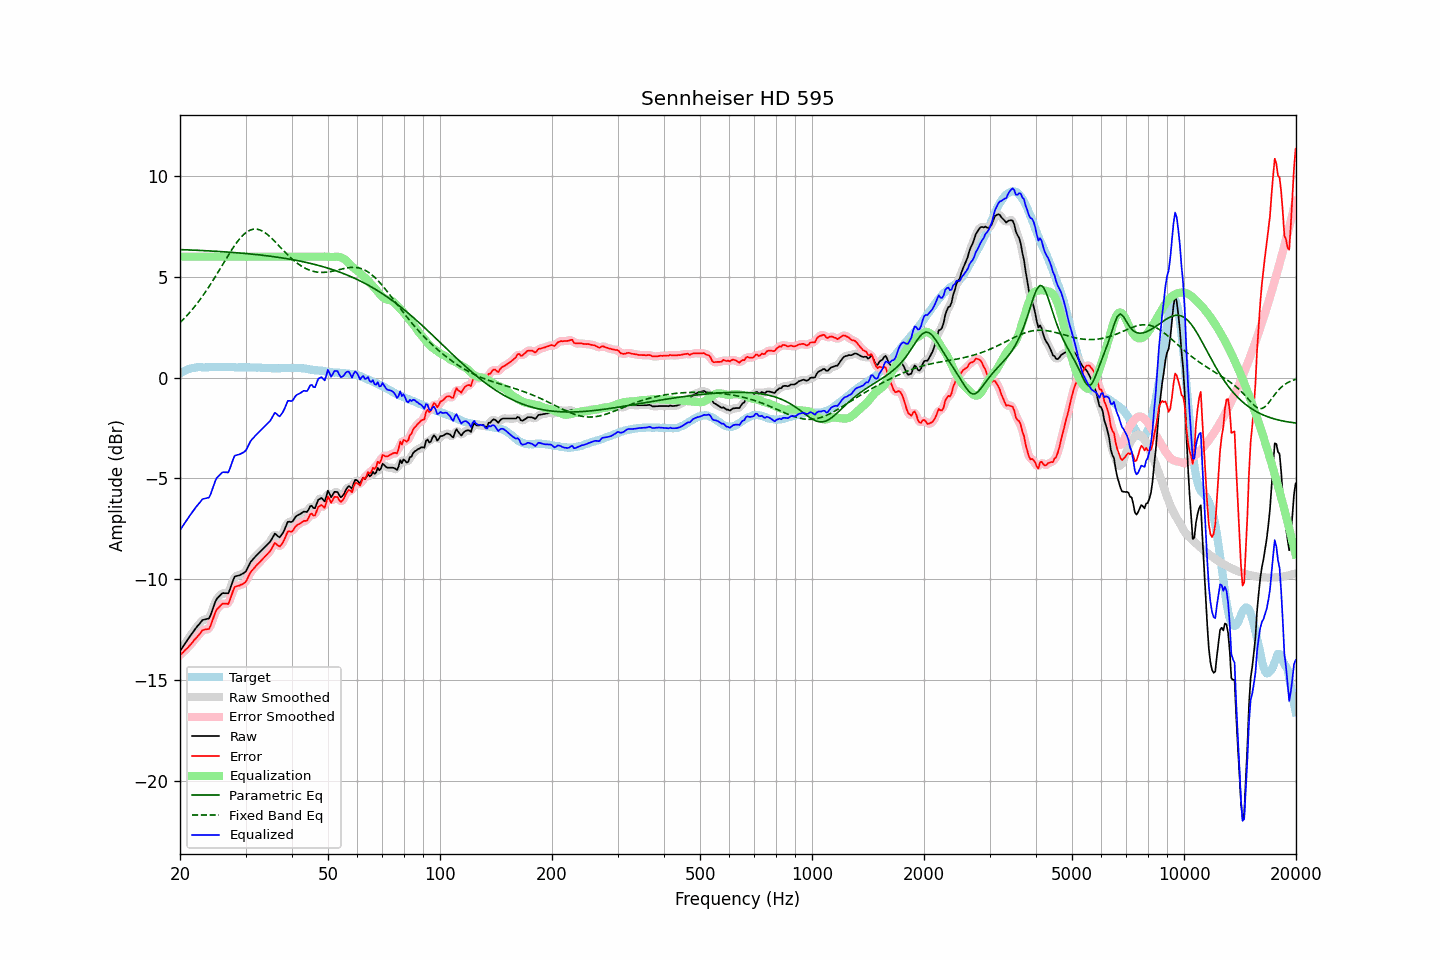 Sennheiser HD 595
Amplitude (dBr)
10
5
0
−5
−10
−15
−20
Target
Raw Smoothed
Error Smoothed
Raw
Error
Equalization
Parametric Eq
Fixed Band Eq
Equalized
20 50 100 200 500 1000 2000 5000 10000 20000
Frequency (Hz)